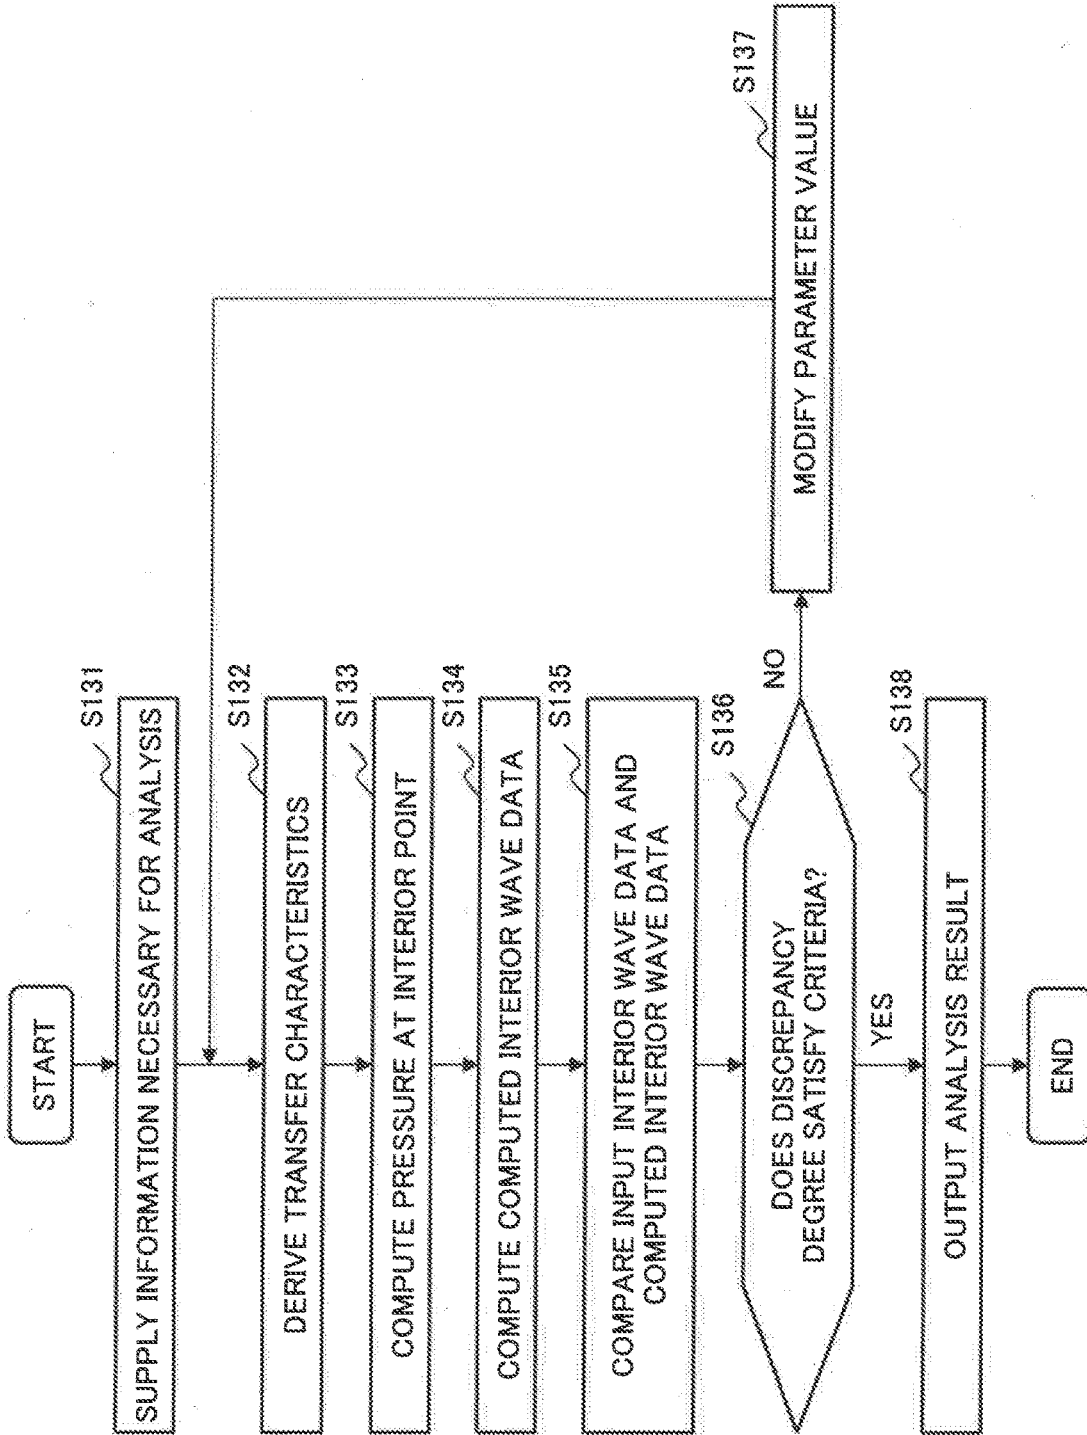 START
S131
SUPPLY INFORMATION NECESSARY FOR ANALYSIS
S132
DERIVE TRANSFER CHARACTERISTICS
S133
COMPUTE PRESSURE AT INTERIOR POINT
S134
COMPUTE COMPUTED INTERIOR WAVE DATA
S135
COMPARE INPUT INTERIOR WAVE DATA AND
COMPUTED INTERIOR WAVE DATA
S136
DOES DISCREPANCY
DEGREE SATISFY CRITERIA?
NO
S137
MODIFY PARAMETER VALUE
YES
S138
OUTPUT ANALYSIS RESULT
END